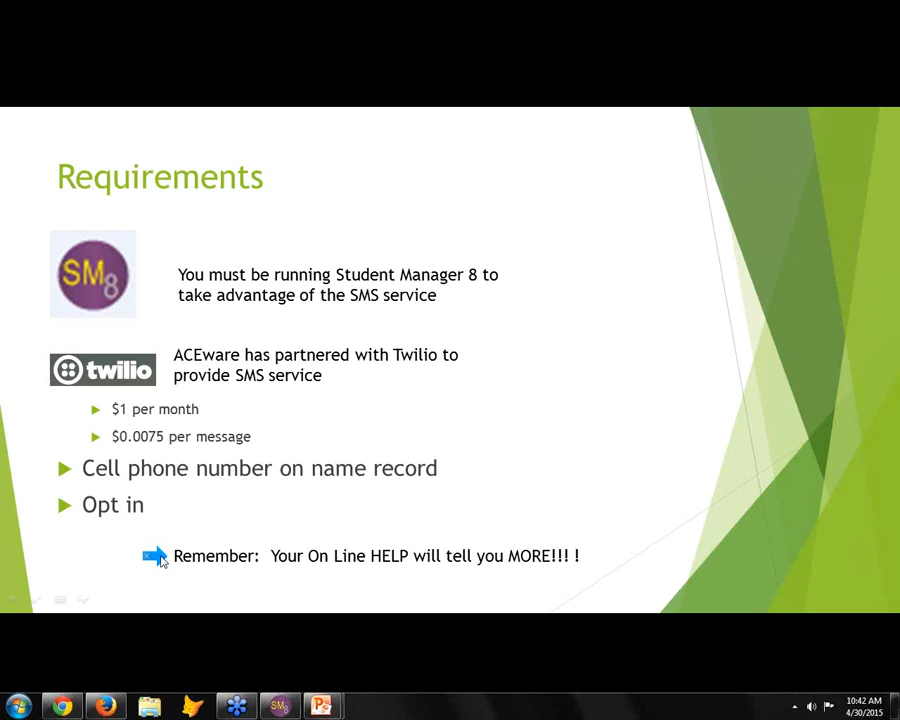 Requirements
SM8
You must be running Student Manager 8 to
take advantage of the SMS service
twilio
ACEware has partnered with Twilio to
provide SMS service
$1 per month
$0.0075 per message
Cell phone number on name record
Opt in
Remember: Your On Line HELP will tell you MORE!!! !
SM8
10:42 AM
4/30/2015